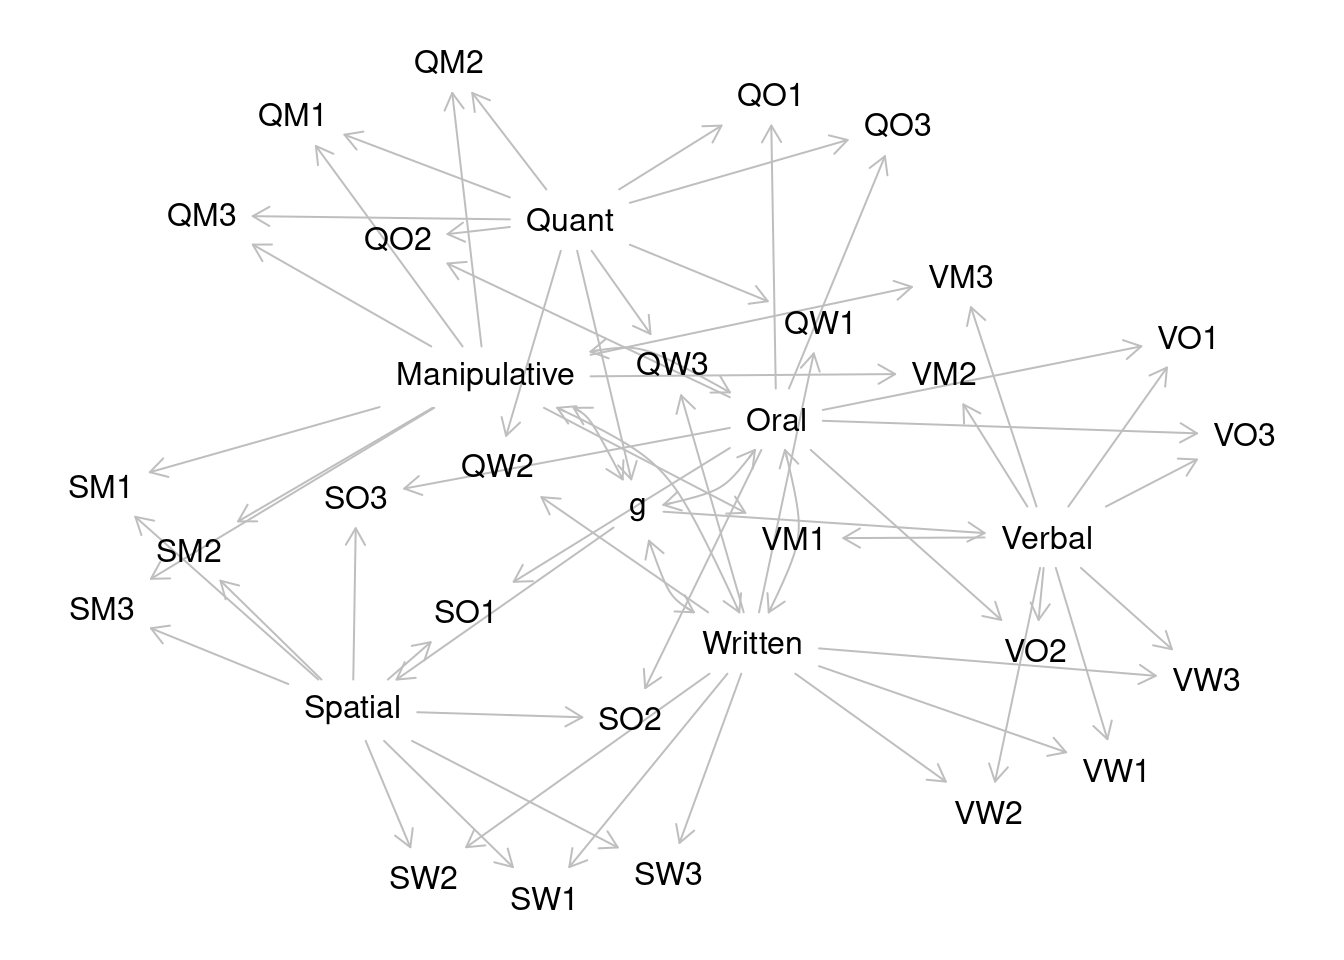 QM2
QO1
QM1
QO3
QM3
Quant
QO2
VM3
QW1
VO1
QW3
Manipulative
VM2
Oral
VO3
QW2
SM1
SO3
g
VM1
Verbal
SM2
SM3
SO1
Written
VO2
VW3
Spatial
SO2
VW1
VW2
SW3
SW2
SW1